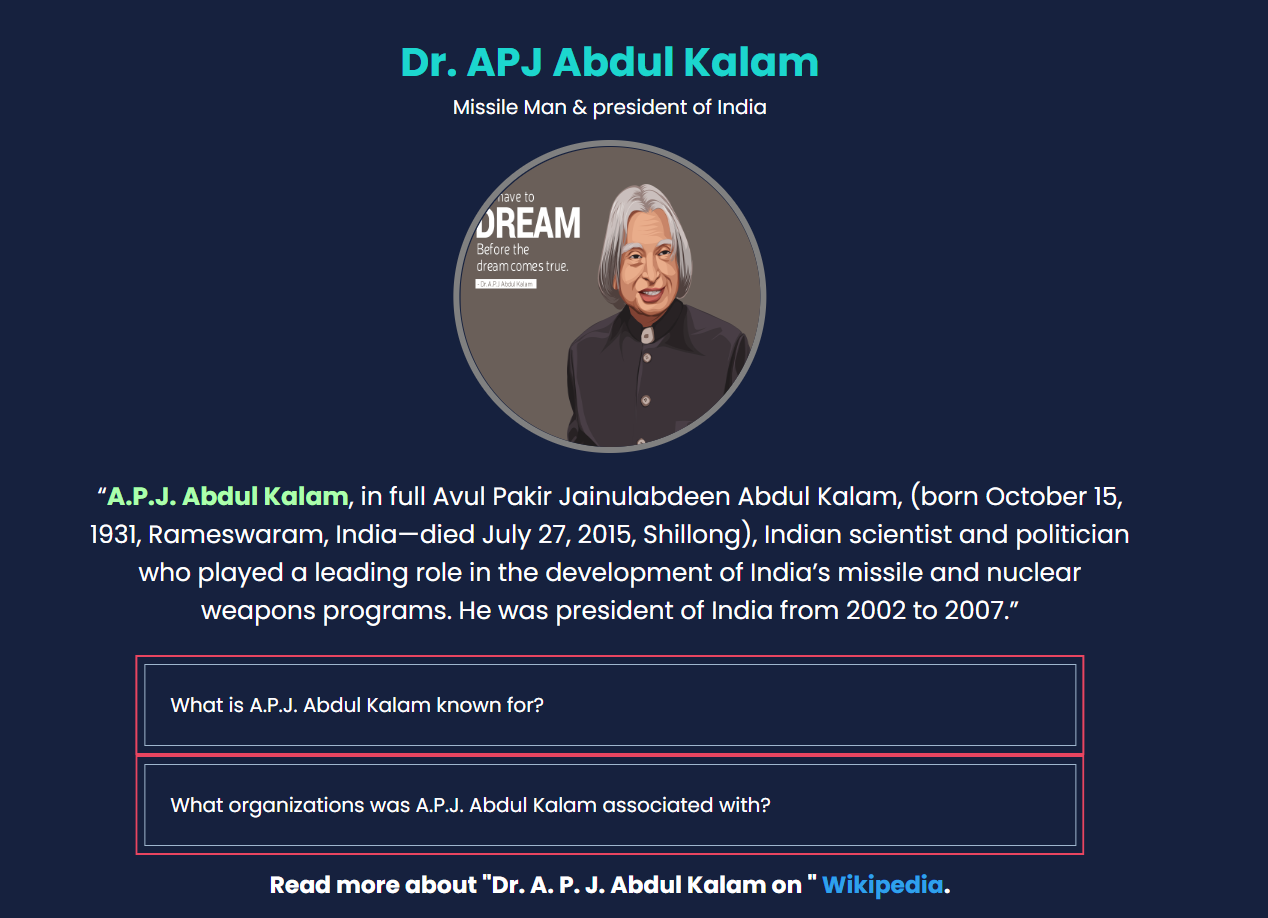 Dr. APJ Abdul Kalam
Missile Man & president of India
have to
DREAM
Before the
dream comes true.
- Dr. A.P.J Abdul Kalam
“A.P.J. Abdul Kalam, in full Avul Pakir Jainulabdeen Abdul Kalam, (born October 15,
1931, Rameswaram, India—died July 27, 2015, Shillong), Indian scientist and politician
who played a leading role in the development of India’s missile and nuclear
weapons programs. He was president of India from 2002 to 2007.”
What is A.P.J. Abdul Kalam known for?
What organizations was A.P.J. Abdul Kalam associated with?
Read more about "Dr. A. P. J. Abdul Kalam on " Wikipedia.